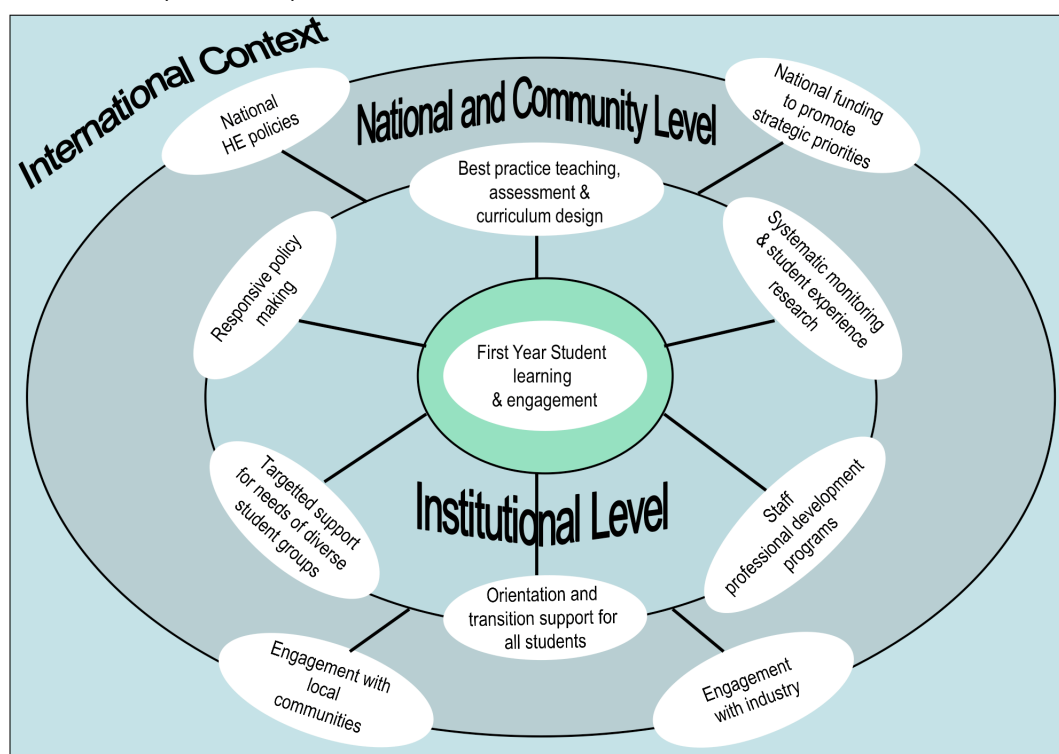 International Context
National and Community Level
National
HE policies
National funding
to promote
strategic priorities
Best practice teaching,
assessment &
curriculum design
Responsive policy
making
Systematic monitoring
& student experience
research
First Year Student
learning
& engagement
Institutional Level
Targetted support
for needs of diverse
student groups
Staff
professional development
programs
Orientation and
transition support for
all students
Engagement with
local
communities
Engagement
with industry